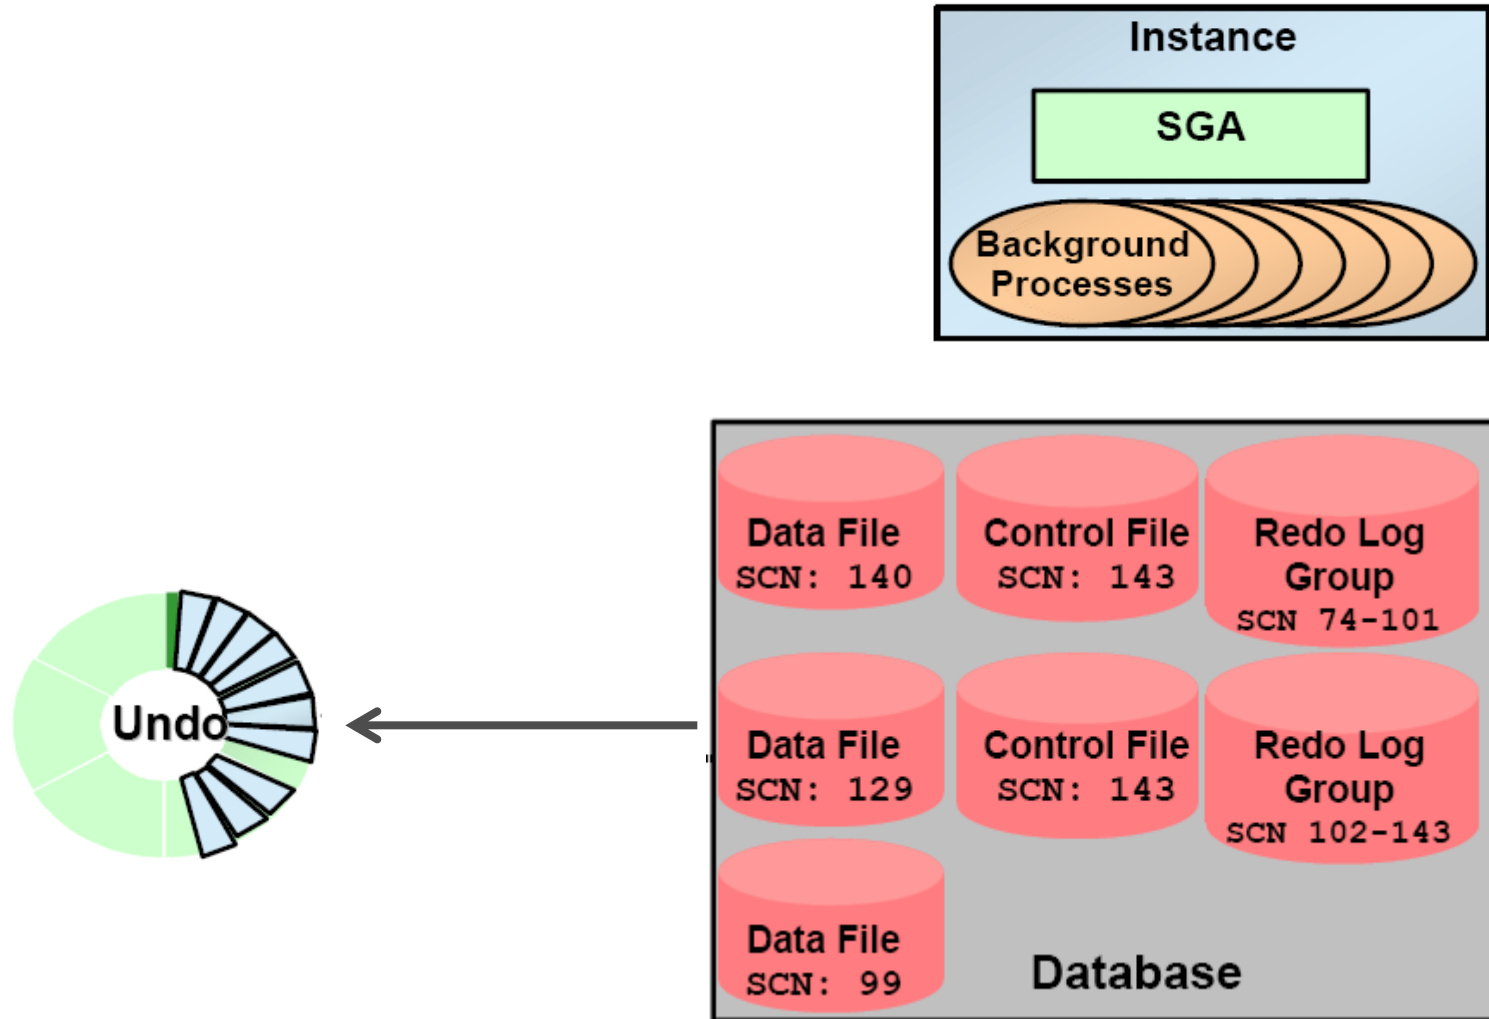 Instance
SGA
Background
Processes
Data File
SCN: 140
Control File
SCN: 143
Redo Log
Group
SCN 74-101
Undo
Data File
SCN: 129
Control File
SCN: 143
Redo Log
Group
SCN 102-143
Data File
SCN: 99
Database